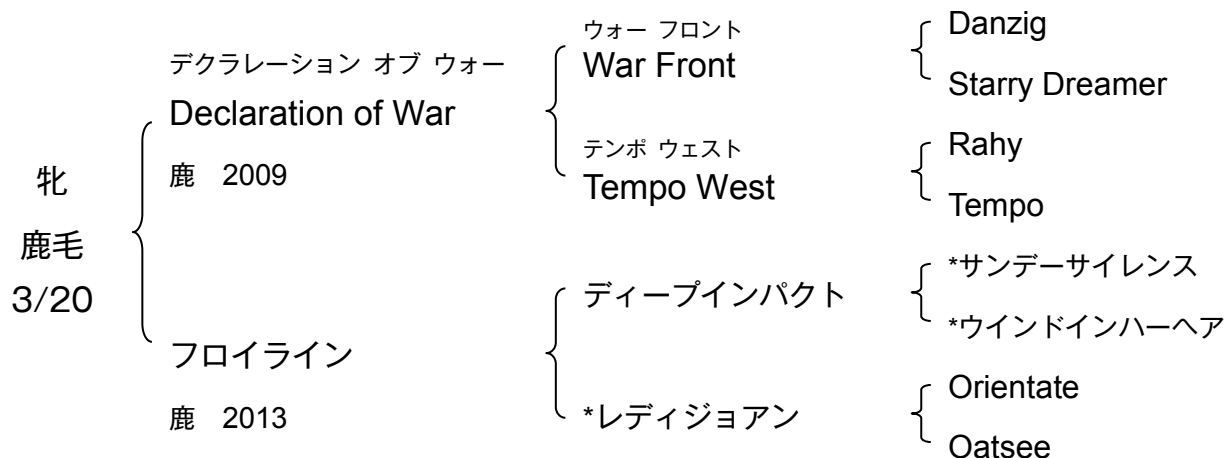 牝
鹿毛
3/20
デクラレーション オブ ウォー
Declaration of War
鹿 2009
フロイライン
鹿 2013
ウォー フロント
War Front
テンポ ウェスト
Tempo West
ディープインパクト
*レディジョアン
Danzig
Starry Dreamer
Rahy
Tempo
*サンデーサイレンス
*ウインドインハーヘア
Orientate
Oatsee